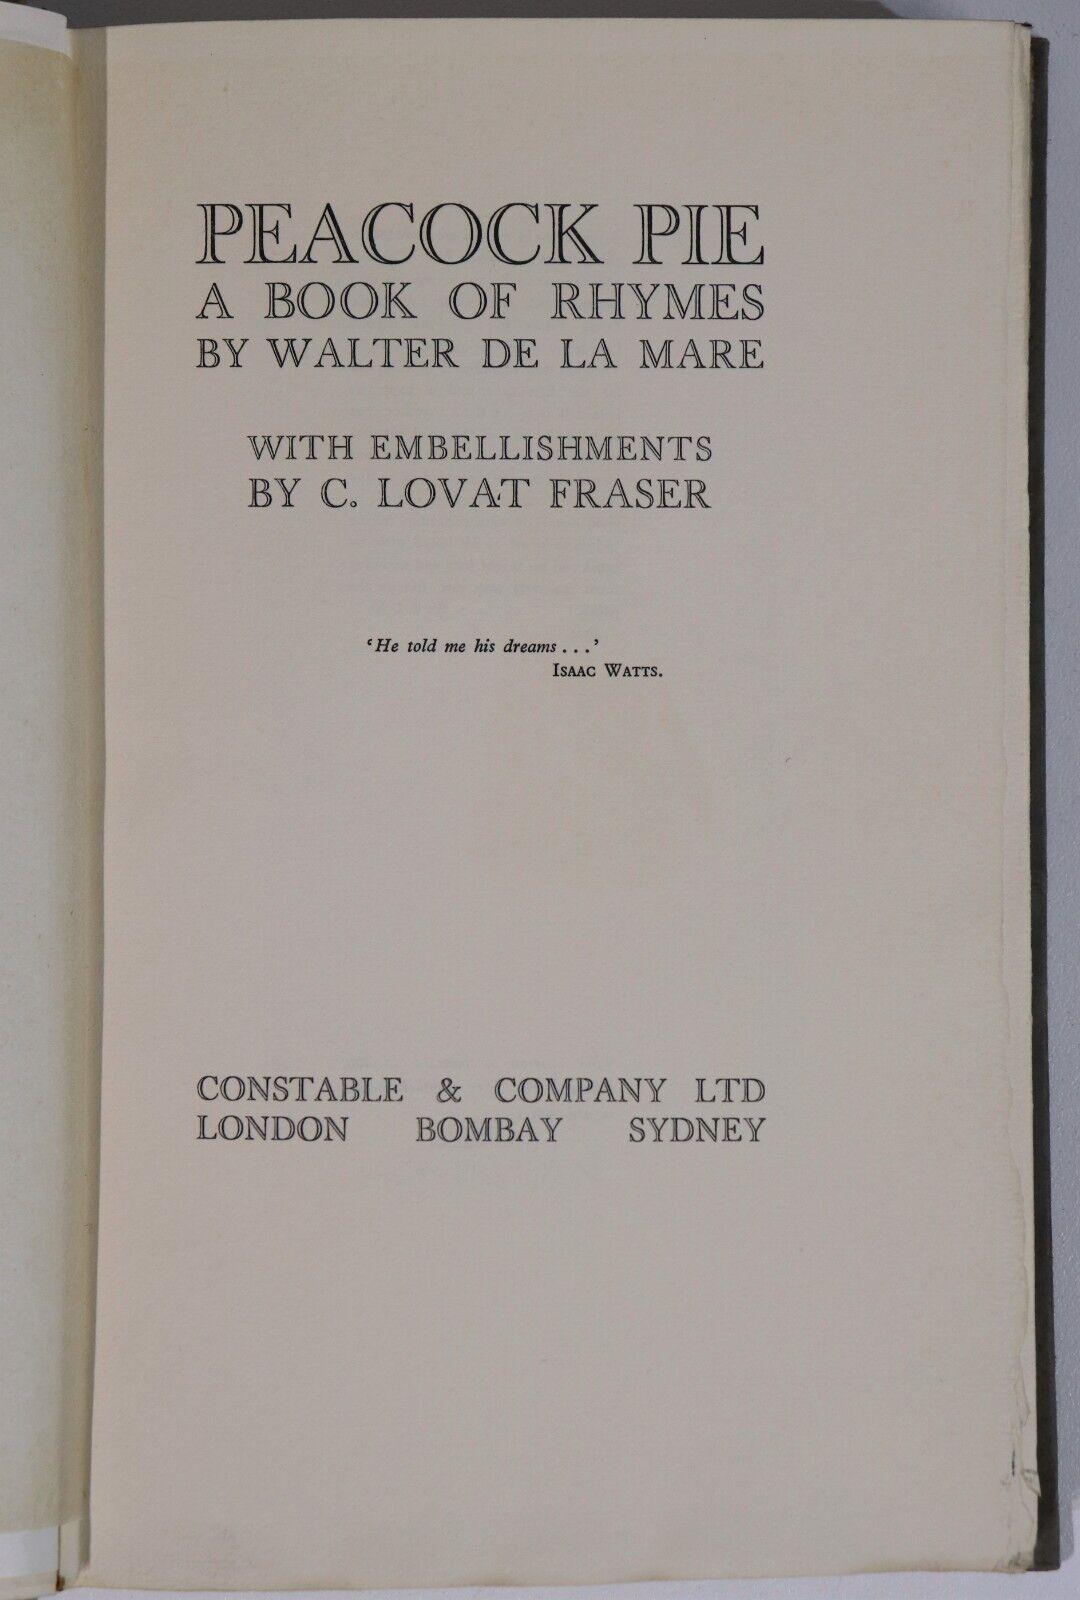 PEACOCK PIE
A BOOK OF RHYMES
BY WALTER DE LA MARE
WITH EMBELLISHMENTS
BY C. LOVAT FRASER
‘He told me his dreams . . .’
ISAAC WATTS.
CONSTABLE & COMPANY LTD
LONDON BOMBAY SYDNEY